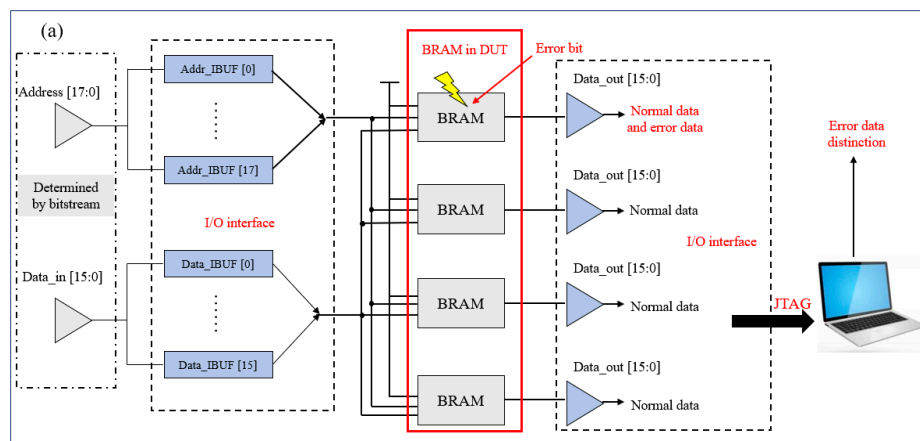 (a)
Address [17:0]
Determined
by bitstream
Data_in [15:0]
Addr_IBUF [0]
Addr_IBUF [17]
I/O interface
Data_IBUF [0]
Data_IBUF [15]
BRAM in DUT
Error bit
BRAM
BRAM
BRAM
BRAM
Data_out [15:0]
Normal data
and error data
Data_out [15:0]
Normal data
I/O interface
Data_out [15:0]
Normal data
Data_out [15:0]
Normal data
JTAG
Error data
distinction